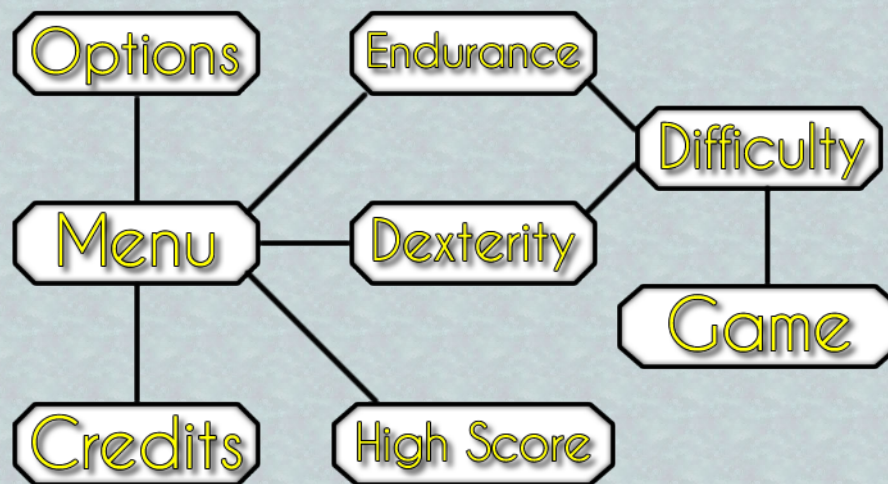 Options
Endurance
Difficulty
Menu
Dexterity
Game
Credits
High Score